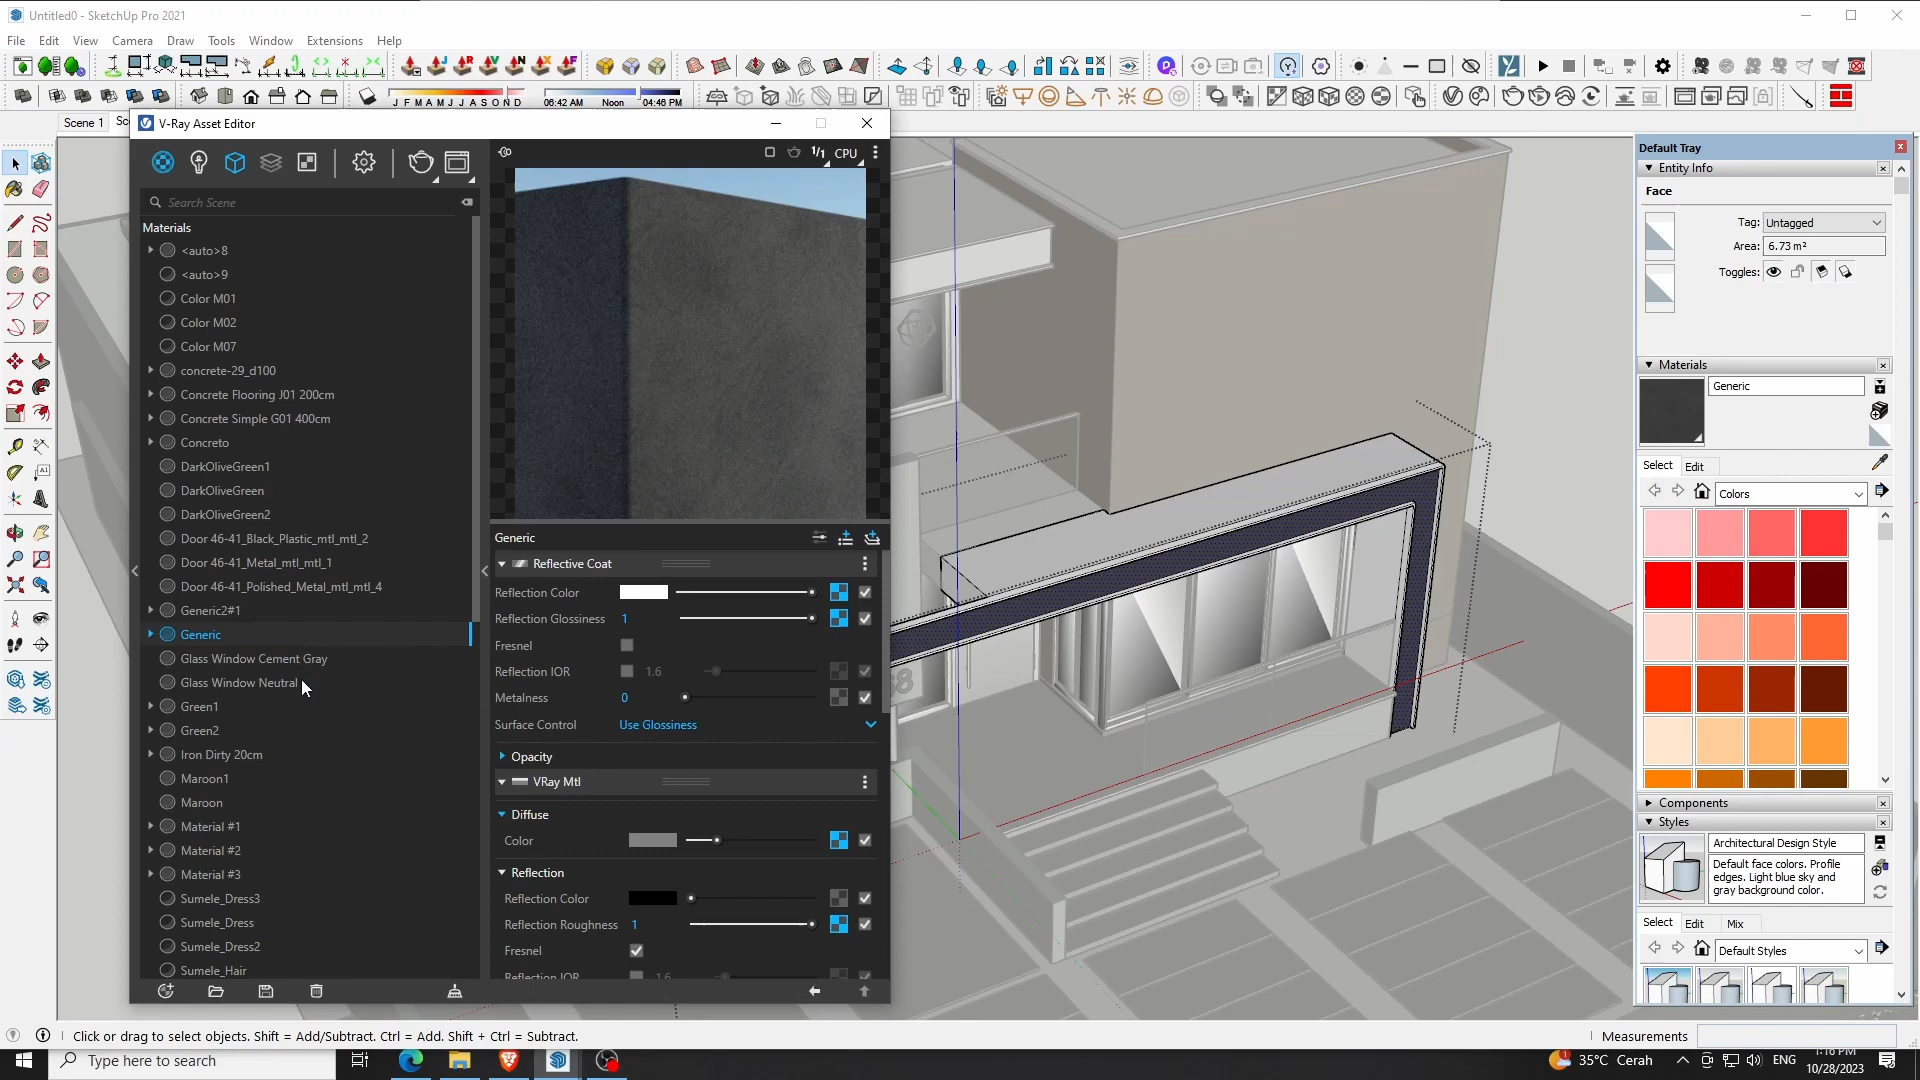 Untitled0 - SketchUp Pro 2021
File Edit View Camera Draw Tools Window Extensions Help
J F M A M J J A S O N D 06:42 AM Noon 04:46 PM
Scene 1
V-Ray Asset Editor
1/1 CPU
Search Scene
Materials
<auto>8
<auto>9
Color M01
Color M02
Color M07
concrete-29_d100
Concrete Flooring J01 200cm
Concrete Simple G01 400cm
Concreto
DarkOliveGreen1
DarkOliveGreen
DarkOliveGreen2
Door 46-41_Black_Plastic_mtl_mtl_2
Door 46-41_Metal_mtl_mtl_1
Door 46-41_Polished_Metal_mtl_mtl_4
Generic2#1
Generic
Glass Window Cement Gray
Glass Window Neutral
Green1
Green2
Iron Dirty 20cm
Maroon1
Maroon
Material #1
Material #2
Material #3
Sumele_Dress3
Sumele_Dress
Sumele_Dress2
Sumele_Hair
Generic
Reflective Coat
Reflection Color
Reflection Glossiness 1
Fresnel
Reflection IOR 1.6
Metalness 0
Surface Control Use Glossiness
Opacity
VRay Mtl
Diffuse
Color
Reflection
Reflection Color
Reflection Roughness 1
Fresnel
Reflection IOR 1.6
Default Tray
Entity Info
Face
Tag: Untagged
Area: 6.73 m²
Toggles:
Materials
Generic
Select Edit
Colors
Components
Styles
Architectural Design Style
Default face colors. Profile
edges. Light blue sky and
gray background color.
Select Edit Mix
Default Styles
Click or drag to select objects. Shift = Add/Subtract. Ctrl = Add. Shift + Ctrl = Subtract.
Measurements
Type here to search
35°C Cerah
ENG
1:16 PM
10/28/2023